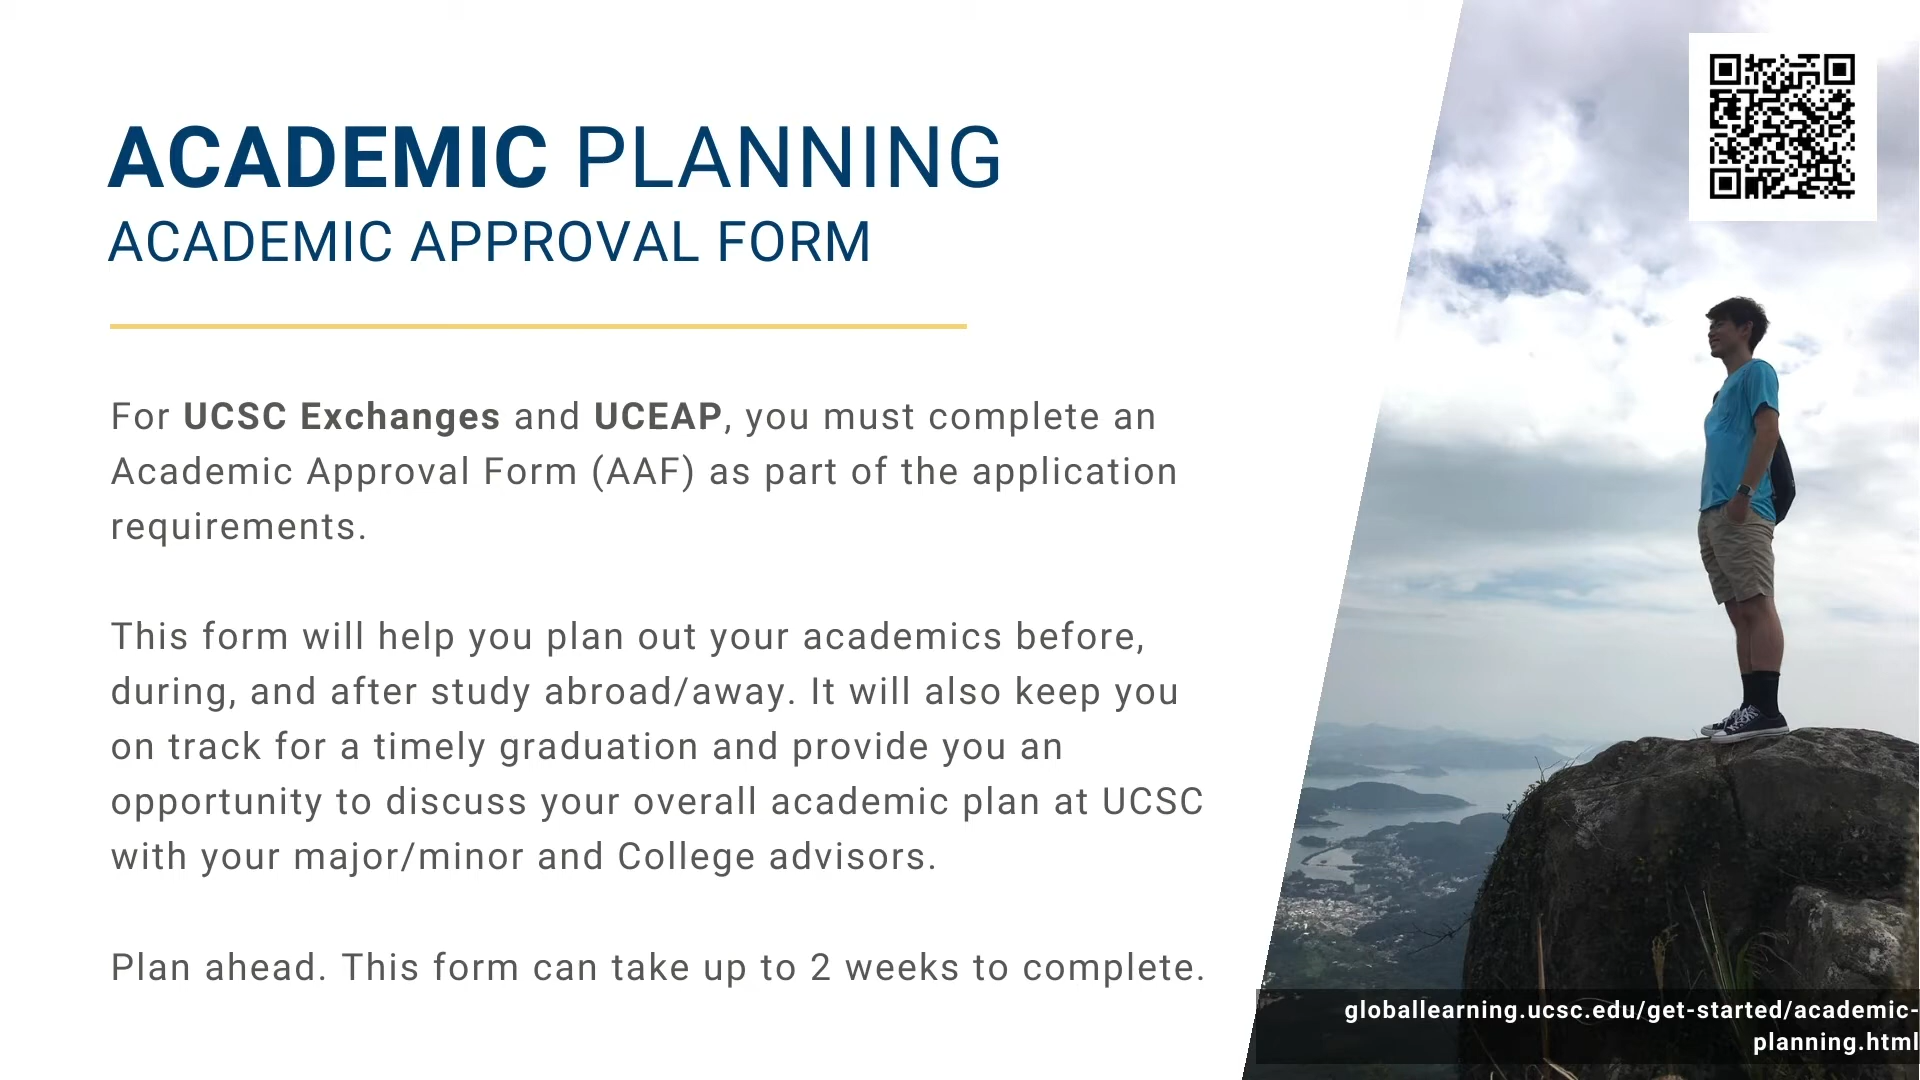 ACADEMIC PLANNING
ACADEMIC APPROVAL FORM
For UCSC Exchanges and UCEAP, you must complete an
Academic Approval Form (AAF) as part of the application
requirements.
This form will help you plan out your academics before,
during, and after study abroad/away. It will also keep you
on track for a timely graduation and provide you an
opportunity to discuss your overall academic plan at UCSC
with your major/minor and College advisors.
Plan ahead. This form can take up to 2 weeks to complete.
globallearning.ucsc.edu/get-started/academic-
planning.html